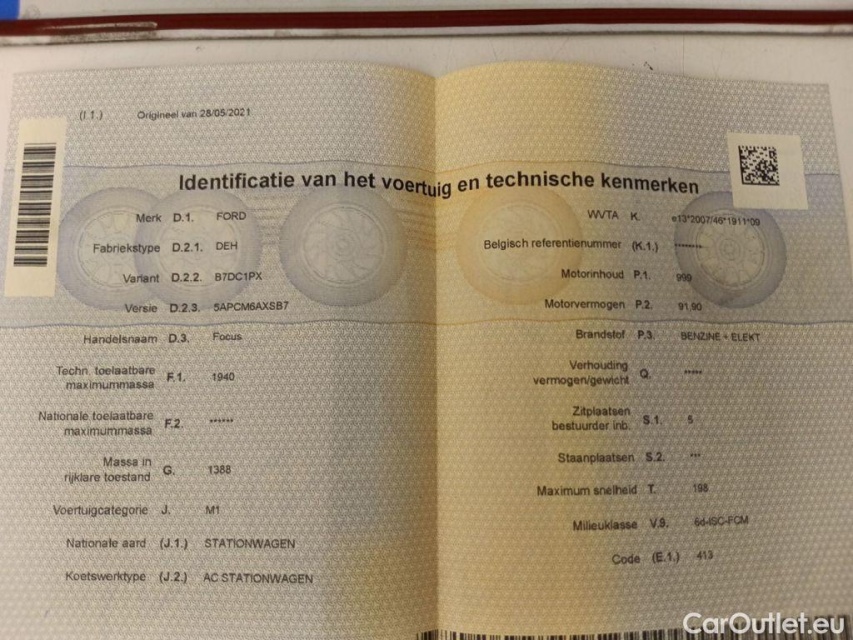 (I.1.) Origineel van 28/05/2021
Identificatie van het voertuig en technische kenmerken
Merk D.1. FORD
Fabriekstype D.2.1. DEH
Variant D.2.2. B7DC1PX
Versie D.2.3. 5APCM6AXSB7
Handelsnaam D.3. Focus
Techn. toelaatbare
maximummassa F.1. 1940
Nationale toelaatbare
maximummassa F.2. ******
Massa in
rijklare toestand G. 1388
Voertuigcategorie J. M1
Nationale aard (J.1.) STATIONWAGEN
Koetswerktype (J.2.) AC STATIONWAGEN
WVTA K. e13*2007/46*1911*09
Belgisch referentienummer (K.1.) ********
Motorinhoud P.1. 999
Motorvermogen P.2. 91,90
Brandstof P.3. BENZINE + ELEKT
Verhouding
vermogen/gewicht Q. *****
Zitplaatsen
bestuurder inb. S.1. 5
Staanplaatsen S.2. ***
Maximum snelheid T. 198
Milieuklasse V.9. 6d-ISC-FCM
Code (E.1.) 413
CarOutlet.eu